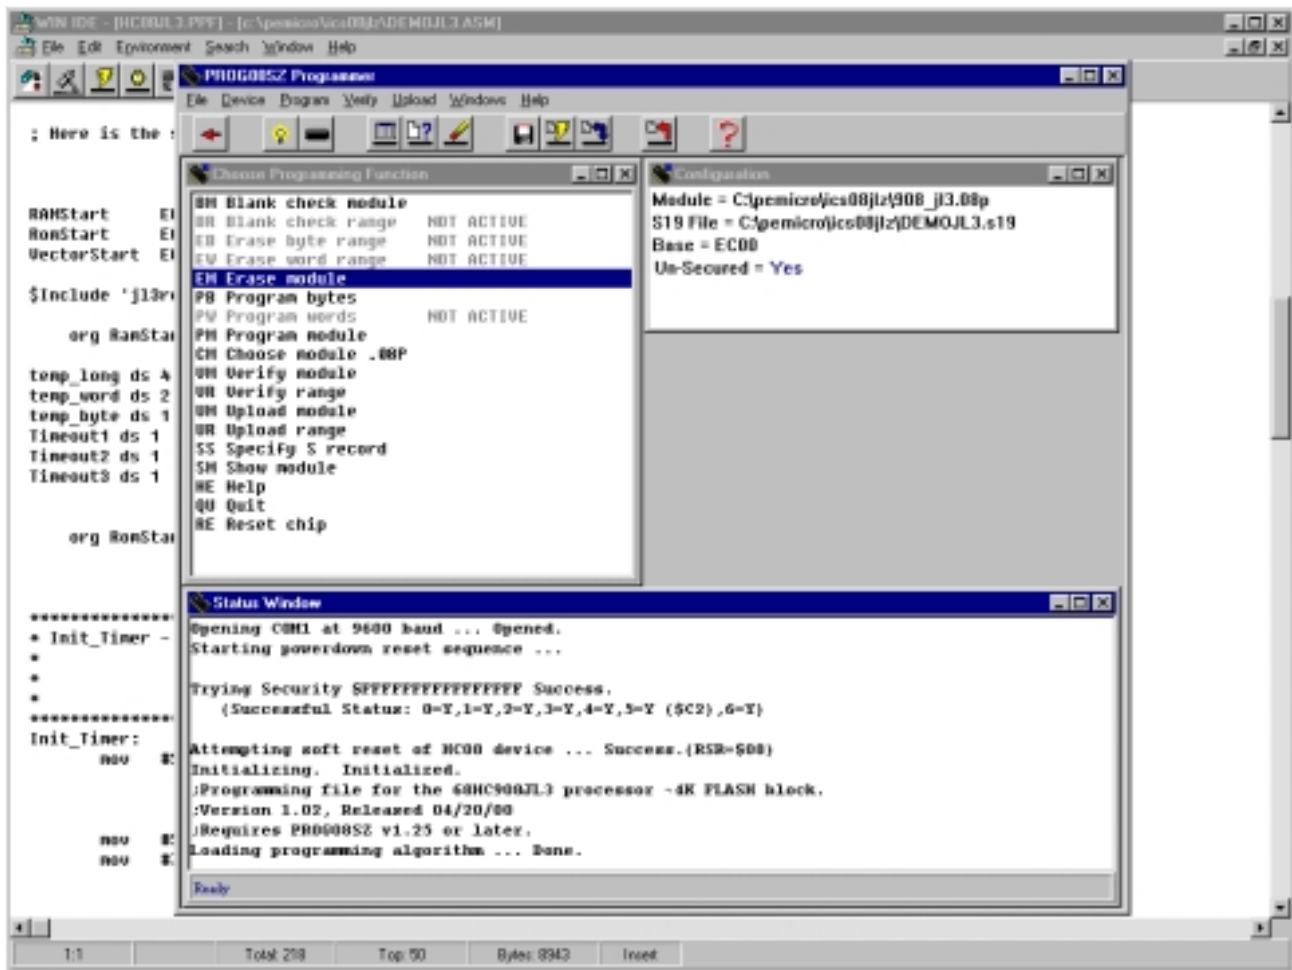 WIN IDE - [HC08JL3.PPF] - [c:\pemicro\ics08jlz\DEMOJL3.ASM]
File Edit Environment Search Window Help
PROG08SZ Programmer
File Device Program Verify Upload Windows Help
; Here is the
RAMStart
RomStart
VectorStart
$Include 'jl3r
org RamSta
temp_long ds 4
temp_word ds 2
temp_byte ds 1
Timeout1 ds 1
Timeout2 ds 1
Timeout3 ds 1
org RomSta
********************
* Init_Timer -
*
*
*
********************
Init_Timer:
mov
mov
mov
Choose Programming Function
BM Blank check module
BR Blank check range NOT ACTIVE
EB Erase byte range NOT ACTIVE
EW Erase word range NOT ACTIVE
EM Erase module
PB Program bytes
PW Program words NOT ACTIVE
PM Program module
CM Choose module .08P
VM Verify module
VR Verify range
UM Upload module
UR Upload range
SS Specify S record
SM Show module
HE Help
QU Quit
RE Reset chip
Configuration
Module = C:\pemicro\ics08jlz\908_jl3.08p
S19 File = C:\pemicro\ics08jlz\DEMOJL3.s19
Base = EC00
Un-Secured = Yes
Status Window
Opening COM1 at 9600 baud ... Opened.
Starting powerdown reset sequence ...
Trying Security $FFFFFFFFFFFFFFFF Success.
(Successful Status: 0=Y,1=Y,2=Y,3=Y,4=Y,5=Y ($C2),6=Y)
Attempting soft reset of HC08 device ... Success.(RSR=$08)
Initializing. Initialized.
;Programming file for the 68HC908JL3 processor ~4K FLASH block.
;Version 1.02, Released 04/20/00
;Requires PROG08SZ v1.25 or later.
Loading programming algorithm ... Done.
Ready
1:1 Total: 218 Top: 50 Bytes: 8943 Insert